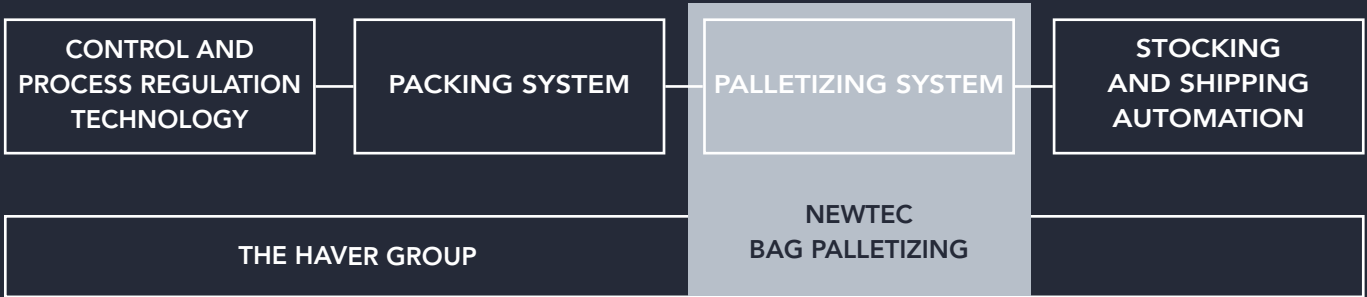 CONTROL AND
PROCESS REGULATION
TECHNOLOGY
PACKING SYSTEM
PALLETIZING SYSTEM
STOCKING
AND SHIPPING
AUTOMATION
THE HAVER GROUP
NEWTEC
BAG PALLETIZING